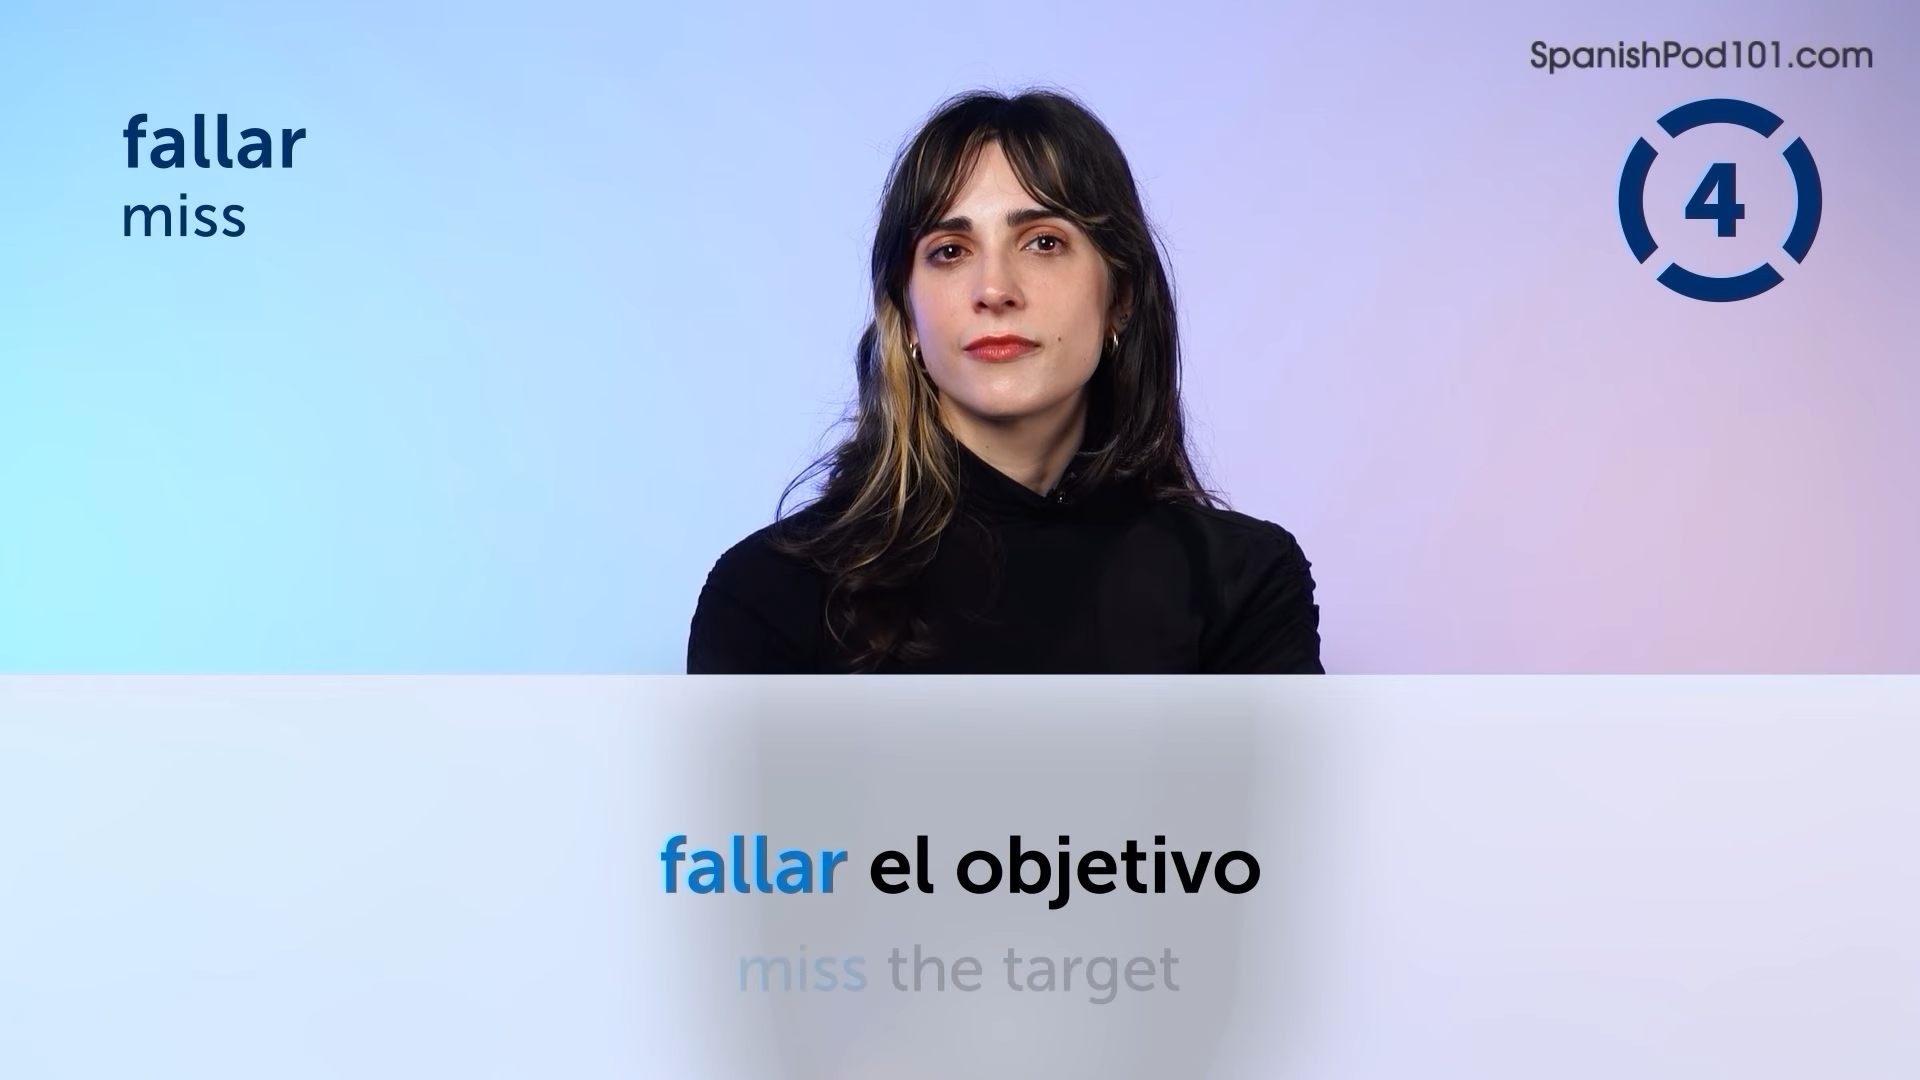 SpanishPod101.com
fallar
miss
4
fallar el objetivo
miss the target